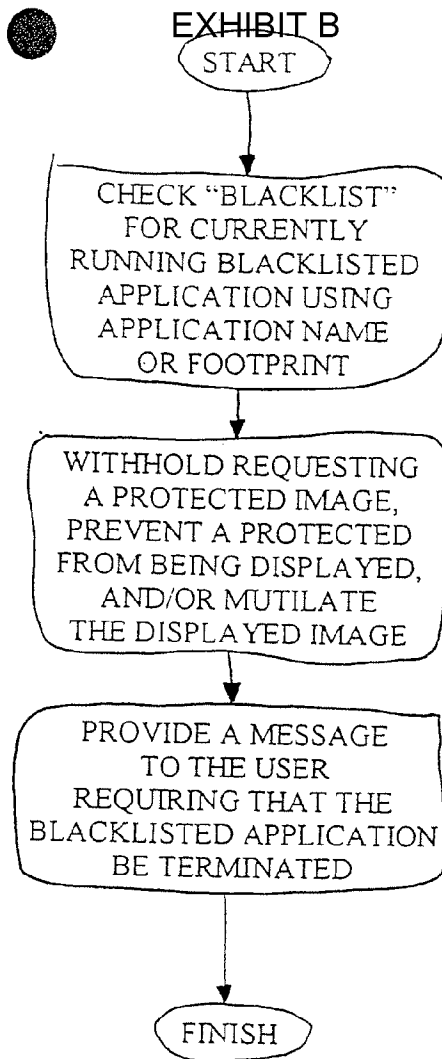 EXHIBIT B
START
CHECK “BLACKLIST”
FOR CURRENTLY
RUNNING BLACKLISTED
APPLICATION USING
APPLICATION NAME
OR FOOTPRINT
WITHHOLD REQUESTING
A PROTECTED IMAGE,
PREVENT A PROTECTED
FROM BEING DISPLAYED,
AND/OR MUTILATE
THE DISPLAYED IMAGE
PROVIDE A MESSAGE
TO THE USER
REQUIRING THAT THE
BLACKLISTED APPLICATION
BE TERMINATED
FINISH